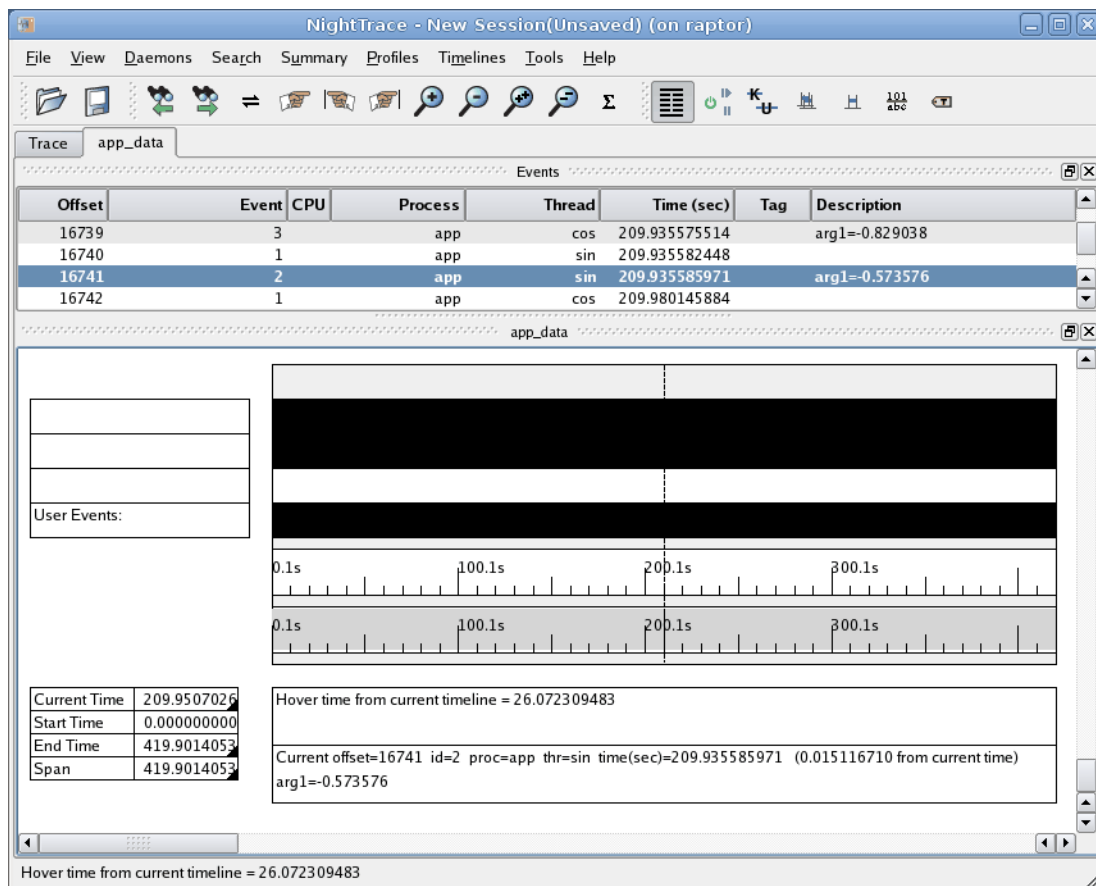 NightTrace - New Session(Unsaved) (on raptor)
File View Daemons Search Summary Profiles Timelines Tools Help
Σ K U 101 abc T
Trace app_data
Events
Offset Event CPU Process Thread Time (sec) Tag Description
16739 3 app cos 209.935575514 arg1=-0.829038
16740 1 app sin 209.935582448
16741 2 app sin 209.935585971 arg1=-0.573576
16742 1 app cos 209.980145884
app_data
User Events:
0.1s 100.1s 200.1s 300.1s
0.1s 100.1s 200.1s 300.1s
Current Time 209.9507026
Start Time 0.000000000
End Time 419.9014053
Span 419.9014053
Hover time from current timeline = 26.072309483
Current offset=16741 id=2 proc=app thr=sin time(sec)=209.935585971 (0.015116710 from current time)
arg1=-0.573576
Hover time from current timeline = 26.072309483